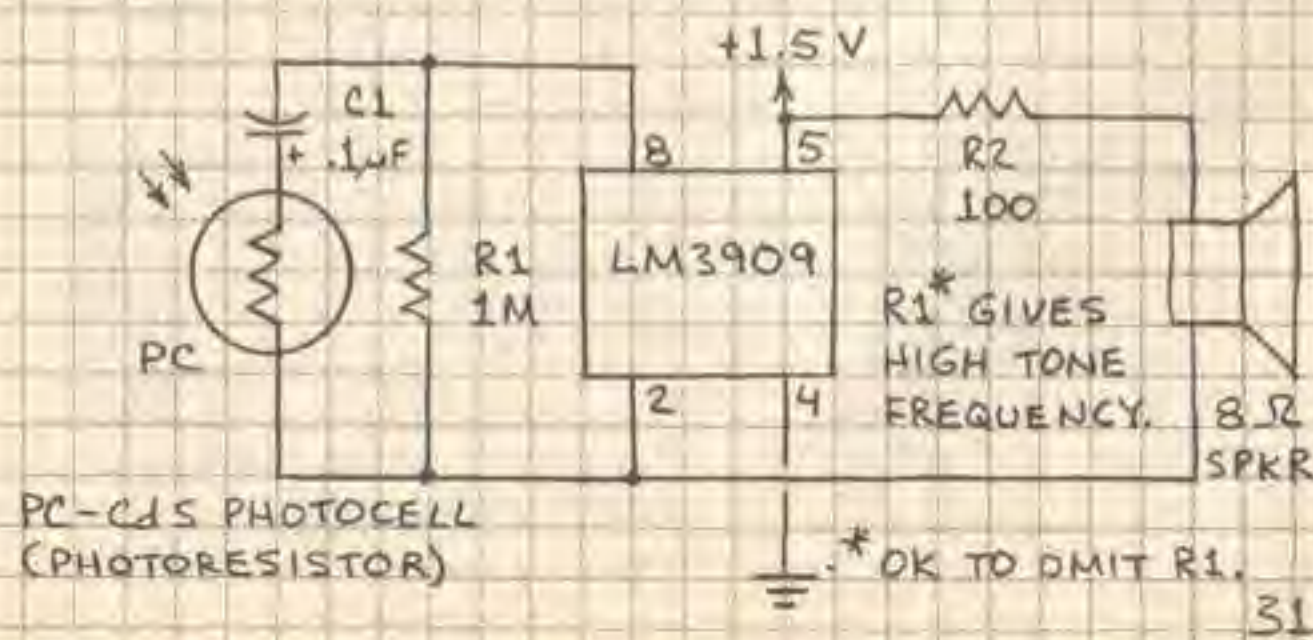 +1.5 V
C1
+ .1µF
8
5
R2
100
LM3909
R1
1M
R1* GIVES
HIGH TONE
FREQUENCY.
PC
2
4
8 Ω
SPKR
PC-CdS PHOTOCELL
(PHOTORESISTOR)
* OK TO OMIT R1.
31